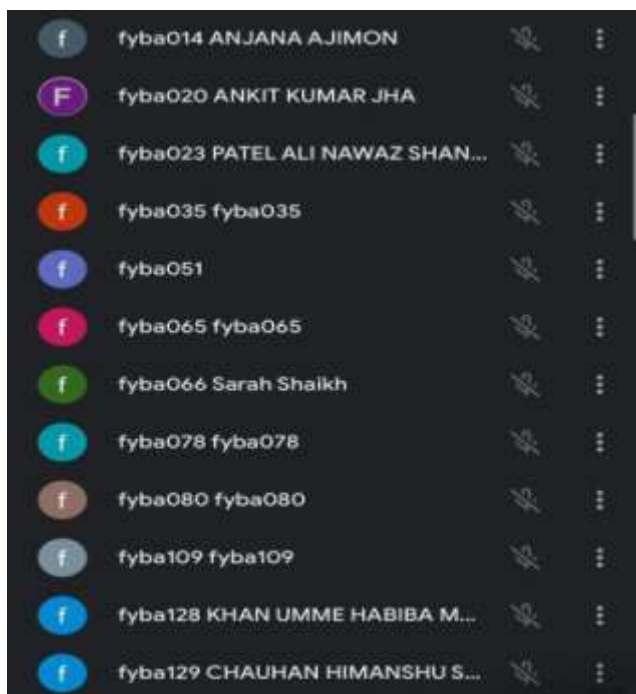 f fyba014 ANJANA AJIMON
F fyba020 ANKIT KUMAR JHA
f fyba023 PATEL ALI NAWAZ SHAN...
f fyba035 fyba035
f fyba051
f fyba065 fyba065
f fyba066 Sarah Shaikh
f fyba078 fyba078
f fyba080 fyba080
f fyba109 fyba109
f fyba128 KHAN UMME HABIBA M...
f fyba129 CHAUHAN HIMANSHU S...